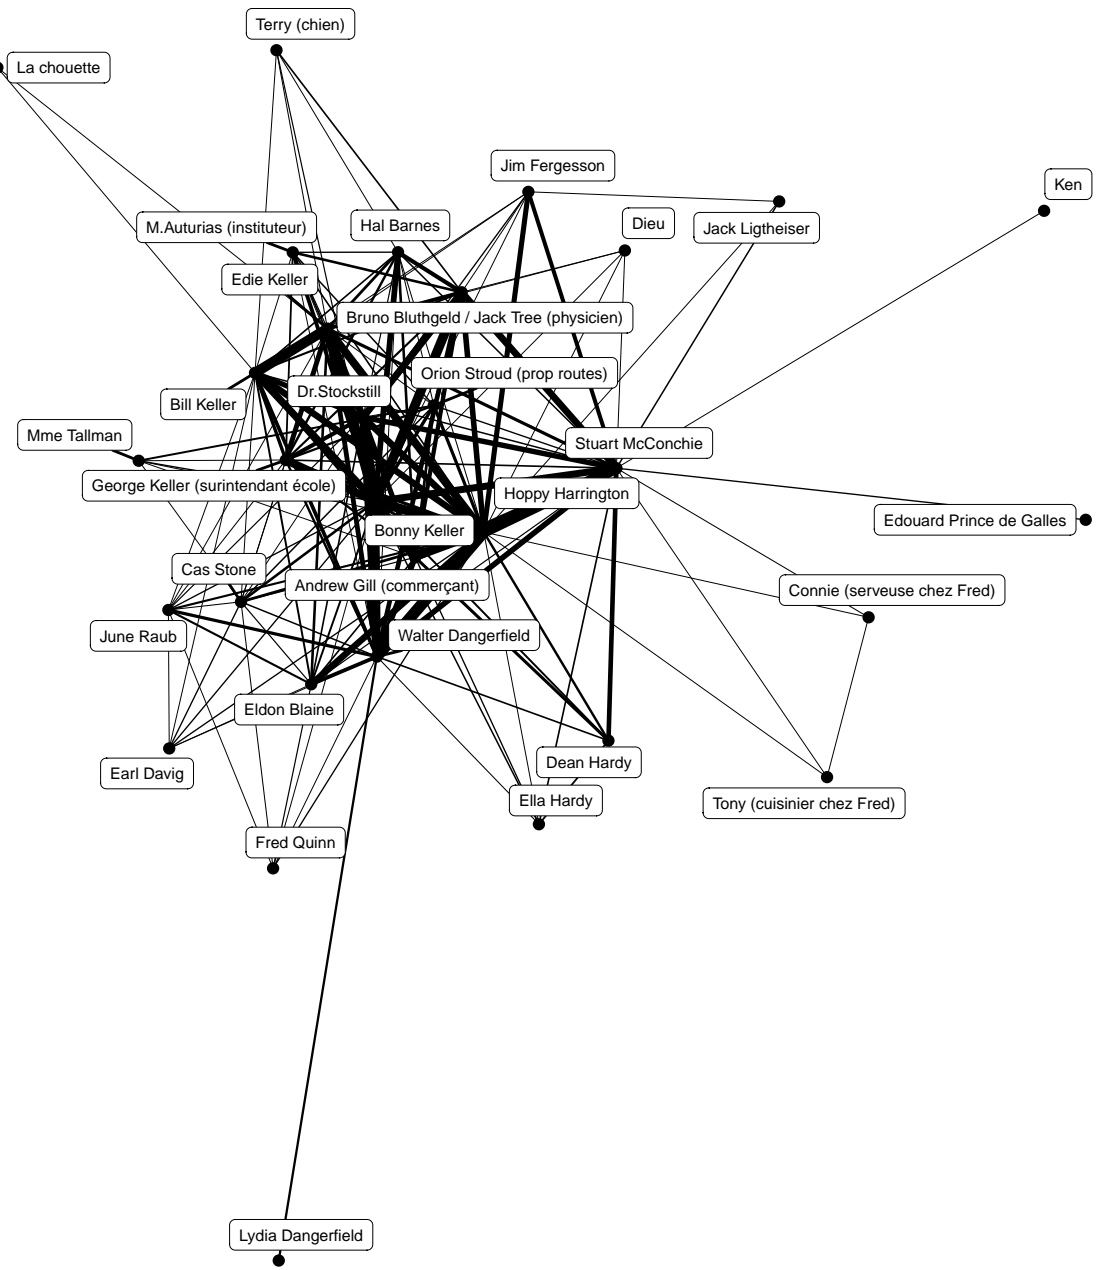 Terry (chien)
La chouette
Jim Fergesson
Ken
M.Auturias (instituteur)
Hal Barnes
Dieu
Jack Ligtheiser
Edie Keller
Bruno Bluthgeld / Jack Tree (physicien)
Orion Stroud (prop routes)
Dr.Stockstill
Bill Keller
Mme Tallman
Stuart McConchie
George Keller (surintendant école)
Hoppy Harrington
Edouard Prince de Galles
Bonny Keller
Cas Stone
Andrew Gill (commerçant)
Connie (serveuse chez Fred)
June Raub
Walter Dangerfield
Eldon Blaine
Dean Hardy
Earl Davig
Ella Hardy
Tony (cuisinier chez Fred)
Fred Quinn
Lydia Dangerfield